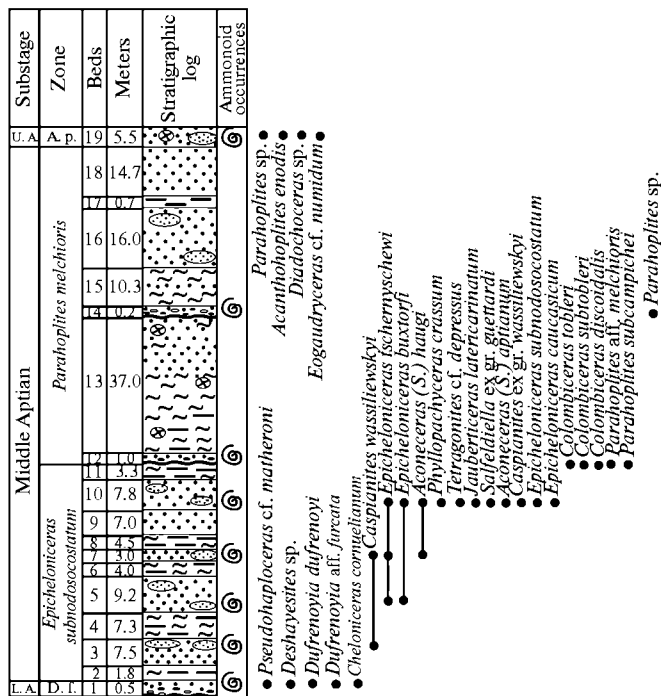 Substage
Zone
Beds
Meters
Stratigraphic log
Ammonoid occurrences
U. A.
A. p.
19 5.5
18 14.7
17 0.7
16 16.0
15 10.3
14 0.2
13 37.0
12 1.0
11 3.3
10 7.8
9 7.0
8 4.5
7 3.0
6 4.0
5 9.2
4 7.3
3 7.5
2 1.8
L. A.
D. f.
1 0.5
Middle Aptian
Parahoplites melchioris
Epicheloniceras subnodosocostatum
Parahoplites sp.
Acanthohoplites enodis
Diadochoceras sp.
Eogaudryceras cf. numidum
Pseudohaploceras cf. matheroni
Deshayesites sp.
Dufrenoyia dufrenoyi
Dufrenoyia aff. furcata
Cheloniceras cornuelianum
Caspianites wassiliewskyi
Epicheloniceras tschernyschewi
Epicheloniceras buxtorfi
Aconeceras (S.) haugi
Phyllopachyceras crassum
Tetragonites cf. depressus
Jauberticeras latericarinatum
Salfeldiella ex gr. guettardi
Aconeceras (S.) aptianum
Caspianites ex gr. wassiliewskyi
Epicheloniceras subnodosocostatum
Epicheloniceras caucasicum
Colombiceras tobleri
Colombiceras subtobleri
Colombiceras discoidalis
Parahoplites aff. melchioris
Parahoplites subcampichei
Parahoplites sp.